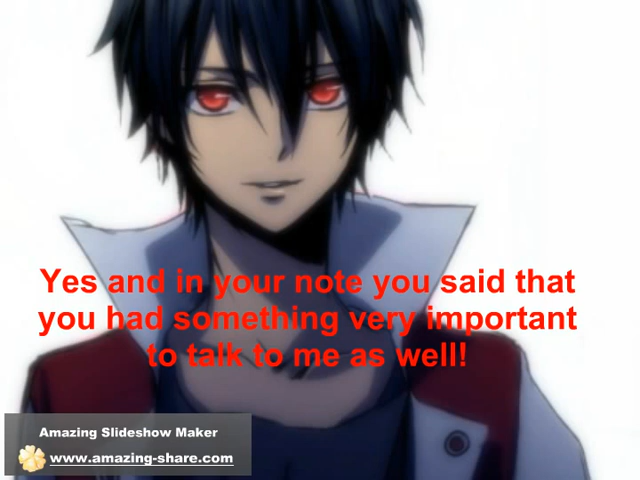 Yes and in your note you said that
you had something very important
to talk to me as well!
Amazing Slideshow Maker
www.amazing-share.com